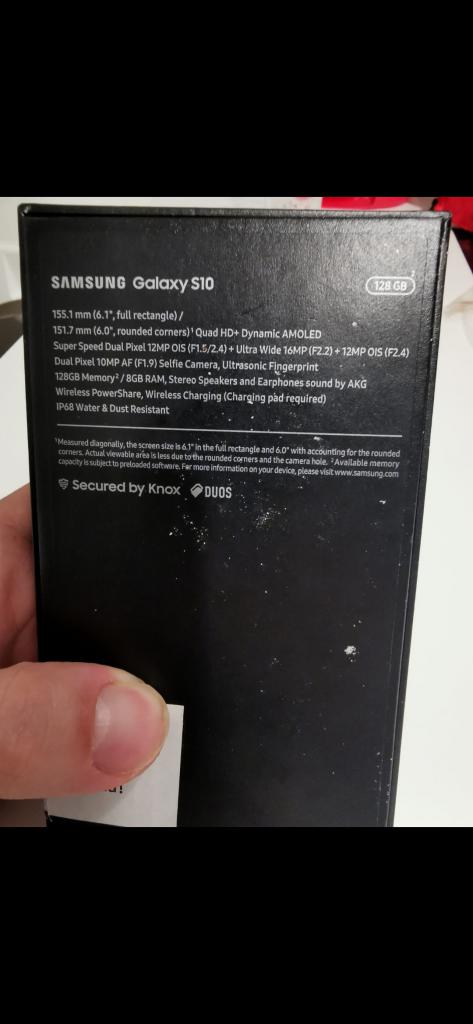 SAMSUNG Galaxy S10
128 GB²
155.1 mm (6.1", full rectangle) /
151.7 mm (6.0", rounded corners)¹ Quad HD+ Dynamic AMOLED
Super Speed Dual Pixel 12MP OIS (F1.5/2.4) + Ultra Wide 16MP (F2.2) + 12MP OIS (F2.4)
Dual Pixel 10MP AF (F1.9) Selfie Camera, Ultrasonic Fingerprint
128GB Memory² / 8GB RAM, Stereo Speakers and Earphones sound by AKG
Wireless PowerShare, Wireless Charging (Charging pad required)
IP68 Water & Dust Resistant
¹Measured diagonally, the screen size is 6.1" in the full rectangle and 6.0" with accounting for the rounded
corners. Actual viewable area is less due to the rounded corners and the camera hole. ²Available memory
capacity is subject to preloaded software. For more information on your device, please visit www.samsung.com
Secured by Knox DUOS